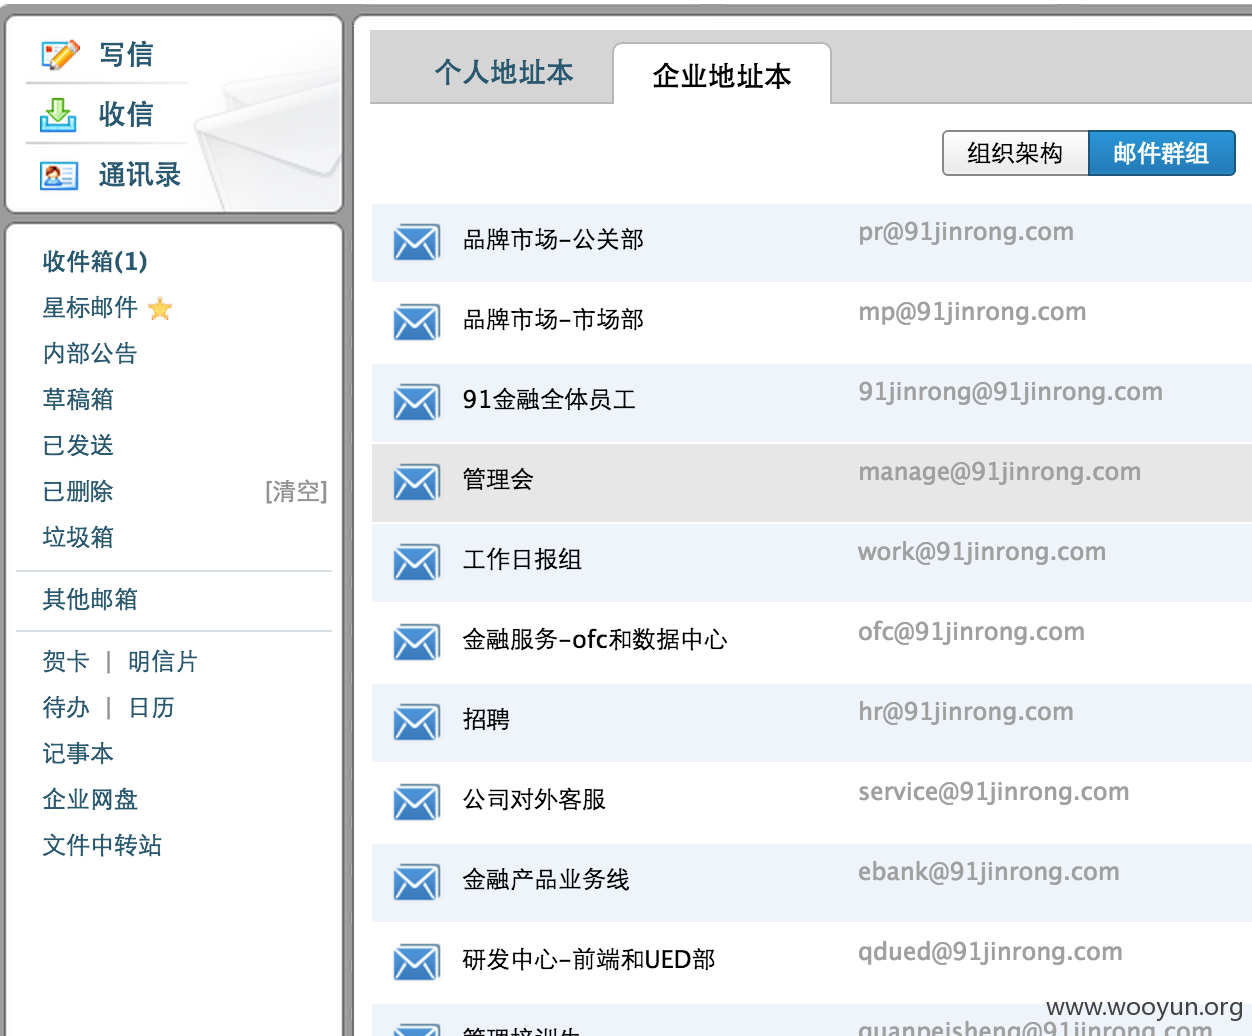 写信
收信
通讯录
收件箱(1)
星标邮件
内部公告
草稿箱
已发送
已删除 [清空]
垃圾箱
其他邮箱
贺卡 | 明信片
待办 | 日历
记事本
企业网盘
文件中转站
个人地址本 企业地址本
组织架构 邮件群组
品牌市场-公关部 pr@91jinrong.com
品牌市场-市场部 mp@91jinrong.com
91金融全体员工 91jinrong@91jinrong.com
管理会 manage@91jinrong.com
工作日报组 work@91jinrong.com
金融服务-ofc和数据中心 ofc@91jinrong.com
招聘 hr@91jinrong.com
公司对外客服 service@91jinrong.com
金融产品业务线 ebank@91jinrong.com
研发中心-前端和UED部 qdued@91jinrong.com
管理培训生 guanpeisheng@91jinrong.com
www.wooyun.org